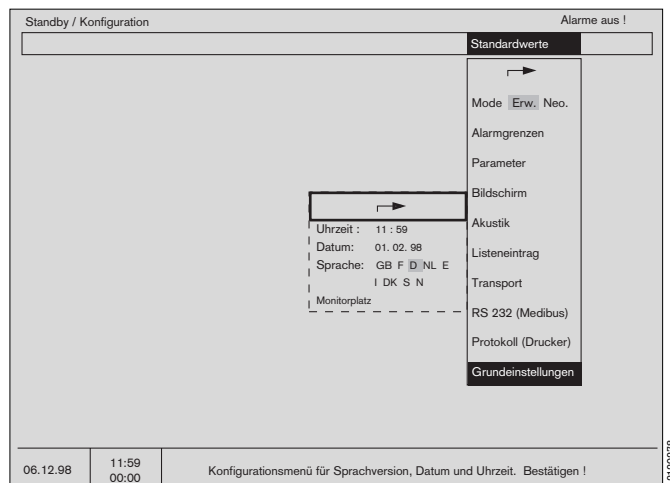 Standby / Konfiguration
Alarme aus !
Standardwerte
Mode Erw. Neo.
Alarmgrenzen
Parameter
Bildschirm
Akustik
Listeneintrag
Transport
RS 232 (Medibus)
Protokoll (Drucker)
Grundeinstellungen
Uhrzeit : 11 : 59
Datum: 01. 02. 98
Sprache: GB F D NL E
I DK S N
Monitorplatz
06.12.98
11:59
00:00
Konfigurationsmenü für Sprachversion, Datum und Uhrzeit. Bestätigen !